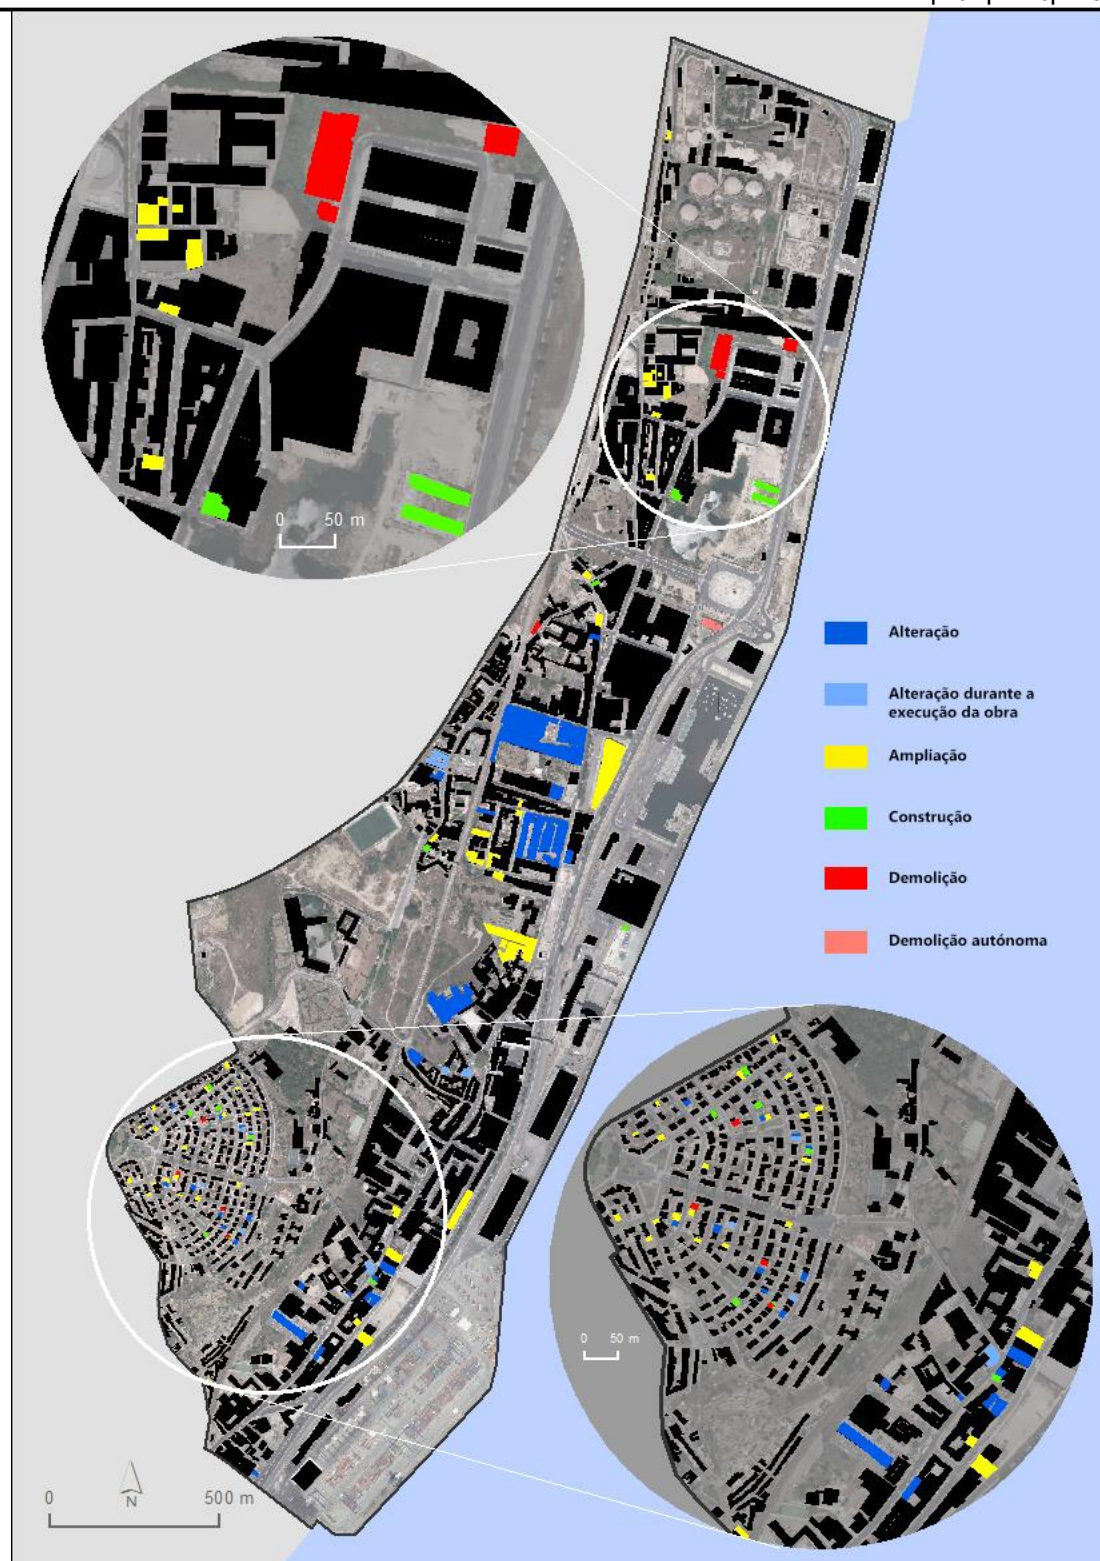 0 50 m
Alteração
Alteração durante a
execução da obra
Ampliação
Construção
Demolição
Demolição autónoma
0 50 m
N
0 500 m